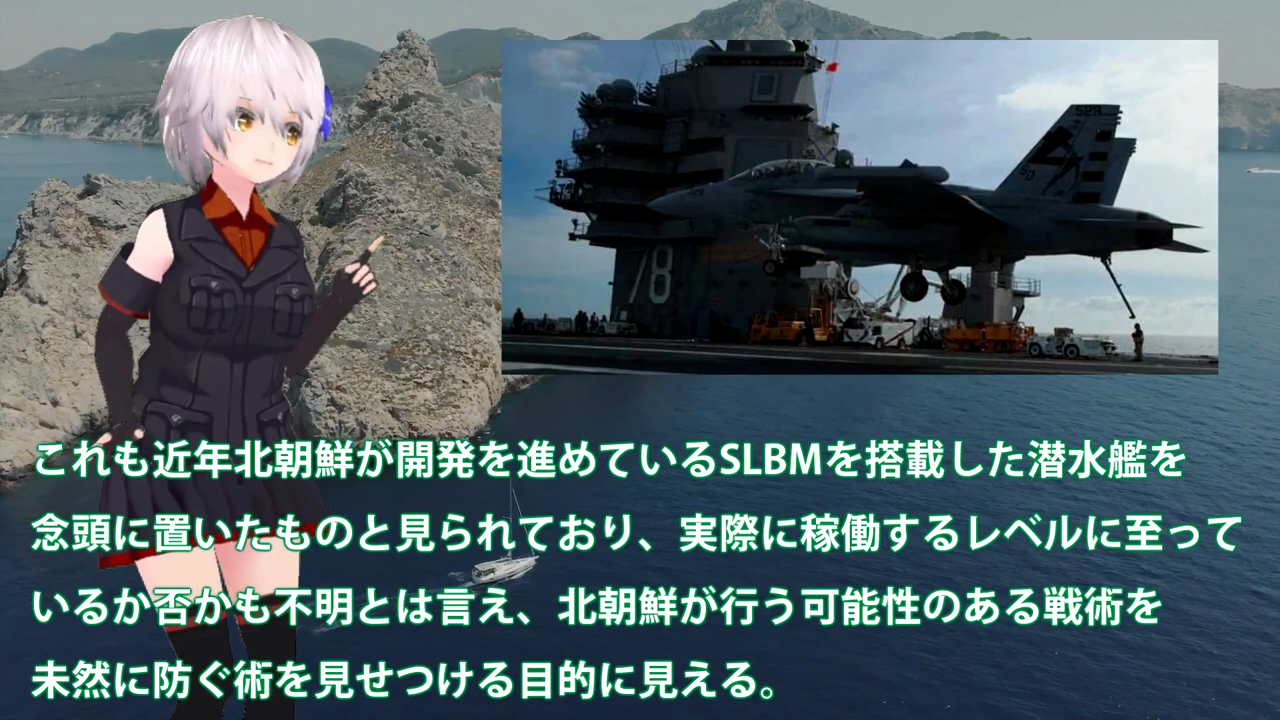 528
50
78
これも近年北朝鮮が開発を進めているSLBMを搭載した潜水艦を
念頭に置いたものと見られており、実際に稼働するレベルに至って
いるか否かも不明とは言え、北朝鮮が行う可能性のある戦術を
未然に防ぐ術を見せつける目的に見える。